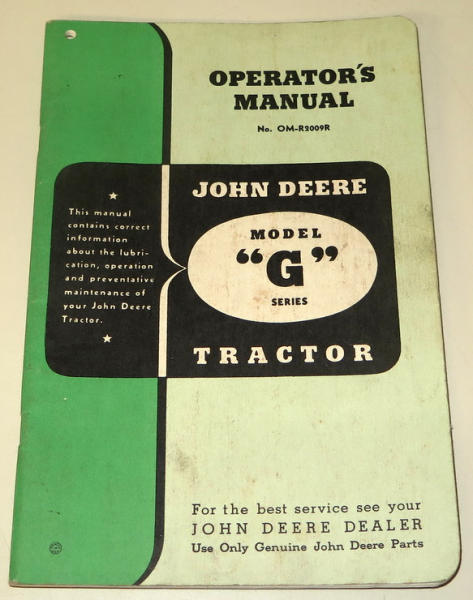 OPERATOR'S
MANUAL
No. OM-R2009R
This manual
contains correct
information
about the lubri-
cation, operation
and preventative
maintenance of
your John Deere
Tractor.
JOHN DEERE
MODEL
"G"
SERIES
TRACTOR
For the best service see your
JOHN DEERE DEALER
Use Only Genuine John Deere Parts